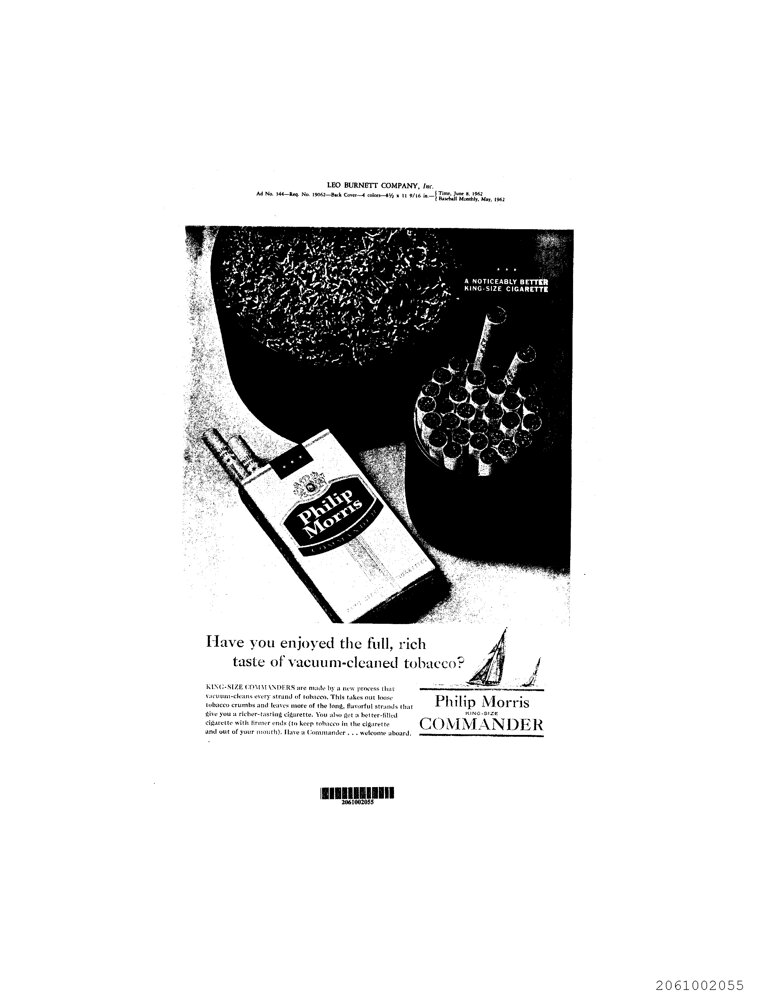 LEO BURNETT COMPANY, Inc.
Ad No. 344—Req. No. 19062—Back Cover—4 colors—8½ x 11 9/16 in.— { Time, June 8, 1962
{ Baseball Monthly, May, 1962
A NOTICEABLY BETTER
KING-SIZE CIGARETTE
Philip
Morris
COMMANDER
Have you enjoyed the full, rich
taste of vacuum-cleaned tobacco?
KING-SIZE COMMANDERS are made by a new process that
vacuum-cleans every strand of tobacco. This takes out loose
tobacco crumbs and leaves more of the long, flavorful strands that
give you a richer-tasting cigarette. You also get a better-filled
cigarette with firmer ends (to keep tobacco in the cigarette
and out of your mouth). Have a Commander . . . welcome aboard.
Philip Morris
KING-SIZE
COMMANDER
2061002055
2061002055